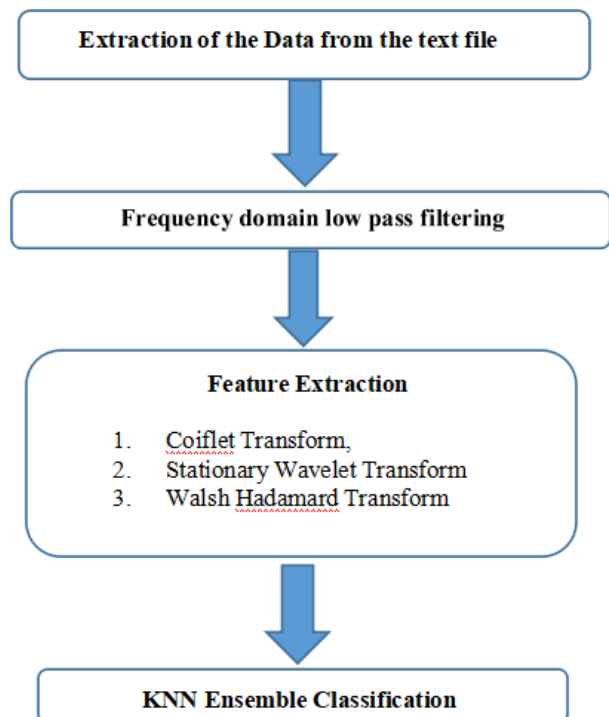 Extraction of the Data from the text file
Frequency domain low pass filtering
Feature Extraction
1. Coiflet Transform,
2. Stationary Wavelet Transform
3. Walsh Hadamard Transform
KNN Ensemble Classification